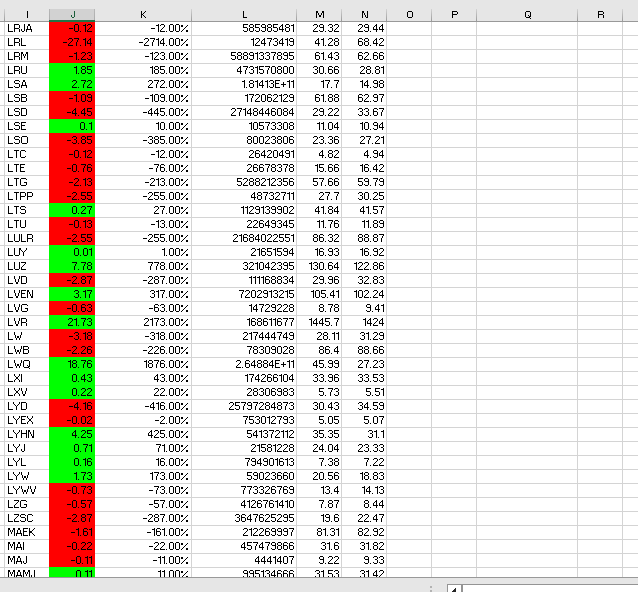 I J K L M N O P Q R
LRJA -0.12 -12.00% 585985481 29.32 29.44
LRL -27.14 -2714.00% 12473419 41.28 68.42
LRM -1.23 -123.00% 58891337895 61.43 62.66
LRU 1.85 185.00% 4731570800 30.66 28.81
LSA 2.72 272.00% 1.81413E+11 17.7 14.98
LSB -1.09 -109.00% 172062129 61.88 62.97
LSD -4.45 -445.00% 27148446084 29.22 33.67
LSE 0.1 10.00% 10573308 11.04 10.94
LSO -3.85 -385.00% 80023806 23.36 27.21
LTC -0.12 -12.00% 26420491 4.82 4.94
LTE -0.76 -76.00% 26678378 15.66 16.42
LTG -2.13 -213.00% 5288212356 57.66 59.79
LTPP -2.55 -255.00% 48732711 27.7 30.25
LTS 0.27 27.00% 1129139902 41.84 41.57
LTU -0.13 -13.00% 22649345 11.76 11.89
LULR -2.55 -255.00% 21684022551 86.32 88.87
LUY 0.01 1.00% 21651594 16.93 16.92
LUZ 7.78 778.00% 321042395 130.64 122.86
LVD -2.87 -287.00% 111168834 29.96 32.83
LVEN 3.17 317.00% 7202913215 105.41 102.24
LVG -0.63 -63.00% 14729228 8.78 9.41
LVR 21.73 2173.00% 168611677 1445.7 1424
LW -3.18 -318.00% 217444749 28.11 31.29
LWB -2.26 -226.00% 78309028 86.4 88.66
LWQ 18.76 1876.00% 2.64884E+11 45.99 27.23
LXI 0.43 43.00% 174266104 33.96 33.53
LXV 0.22 22.00% 28306983 5.73 5.51
LYD -4.16 -416.00% 25797284873 30.43 34.59
LYEX -0.02 -2.00% 753012793 5.05 5.07
LYHN 4.25 425.00% 541372112 35.35 31.1
LYJ 0.71 71.00% 21581228 24.04 23.33
LYL 0.16 16.00% 794901613 7.38 7.22
LYW 1.73 173.00% 59023660 20.56 18.83
LYWV -0.73 -73.00% 773326769 13.4 14.13
LZG -0.57 -57.00% 4126761410 7.87 8.44
LZSC -2.87 -287.00% 3647625295 19.6 22.47
MAEK -1.61 -161.00% 212269997 81.31 82.92
MAI -0.22 -22.00% 457479866 31.6 31.82
MAJ -0.11 -11.00% 4441407 9.22 9.33
MAMJ 0.11 11.00% 995134666 31.53 31.42